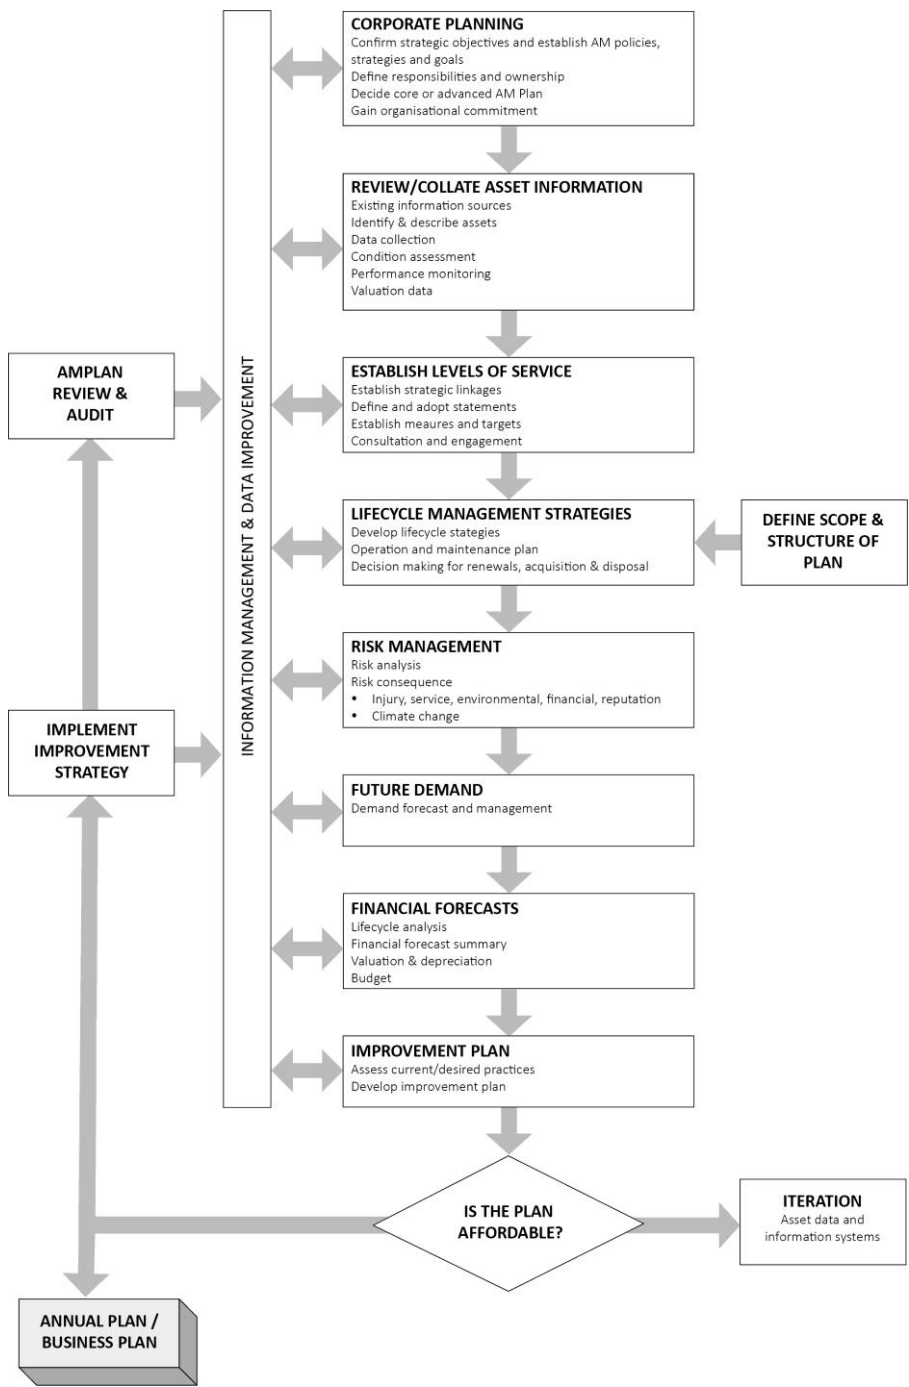 CORPORATE PLANNING
Confirm strategic objectives and establish AM policies,
strategies and goals
Define responsibilities and ownership
Decide core or advanced AM Plan
Gain organisational commitment
REVIEW/COLLATE ASSET INFORMATION
Existing information sources
Identify & describe assets
Data collection
Condition assessment
Performance monitoring
Valuation data
INFORMATION MANAGEMENT & DATA IMPROVEMENT
AMPLAN
REVIEW &
AUDIT
ESTABLISH LEVELS OF SERVICE
Establish strategic linkages
Define and adopt statements
Establish meaures and targets
Consultation and engagement
LIFECYCLE MANAGEMENT STRATEGIES
Develop lifecycle stategies
Operation and maintenance plan
Decision making for renewals, acquisition & disposal
DEFINE SCOPE &
STRUCTURE OF
PLAN
RISK MANAGEMENT
Risk analysis
Risk consequence
• Injury, service, environmental, financial, reputation
• Climate change
IMPLEMENT
IMPROVEMENT
STRATEGY
FUTURE DEMAND
Demand forecast and management
FINANCIAL FORECASTS
Lifecycle analysis
Financial forecast summary
Valuation & depreciation
Budget
IMPROVEMENT PLAN
Assess current/desired practices
Develop improvement plan
IS THE PLAN
AFFORDABLE?
ITERATION
Asset data and
information systems
ANNUAL PLAN /
BUSINESS PLAN